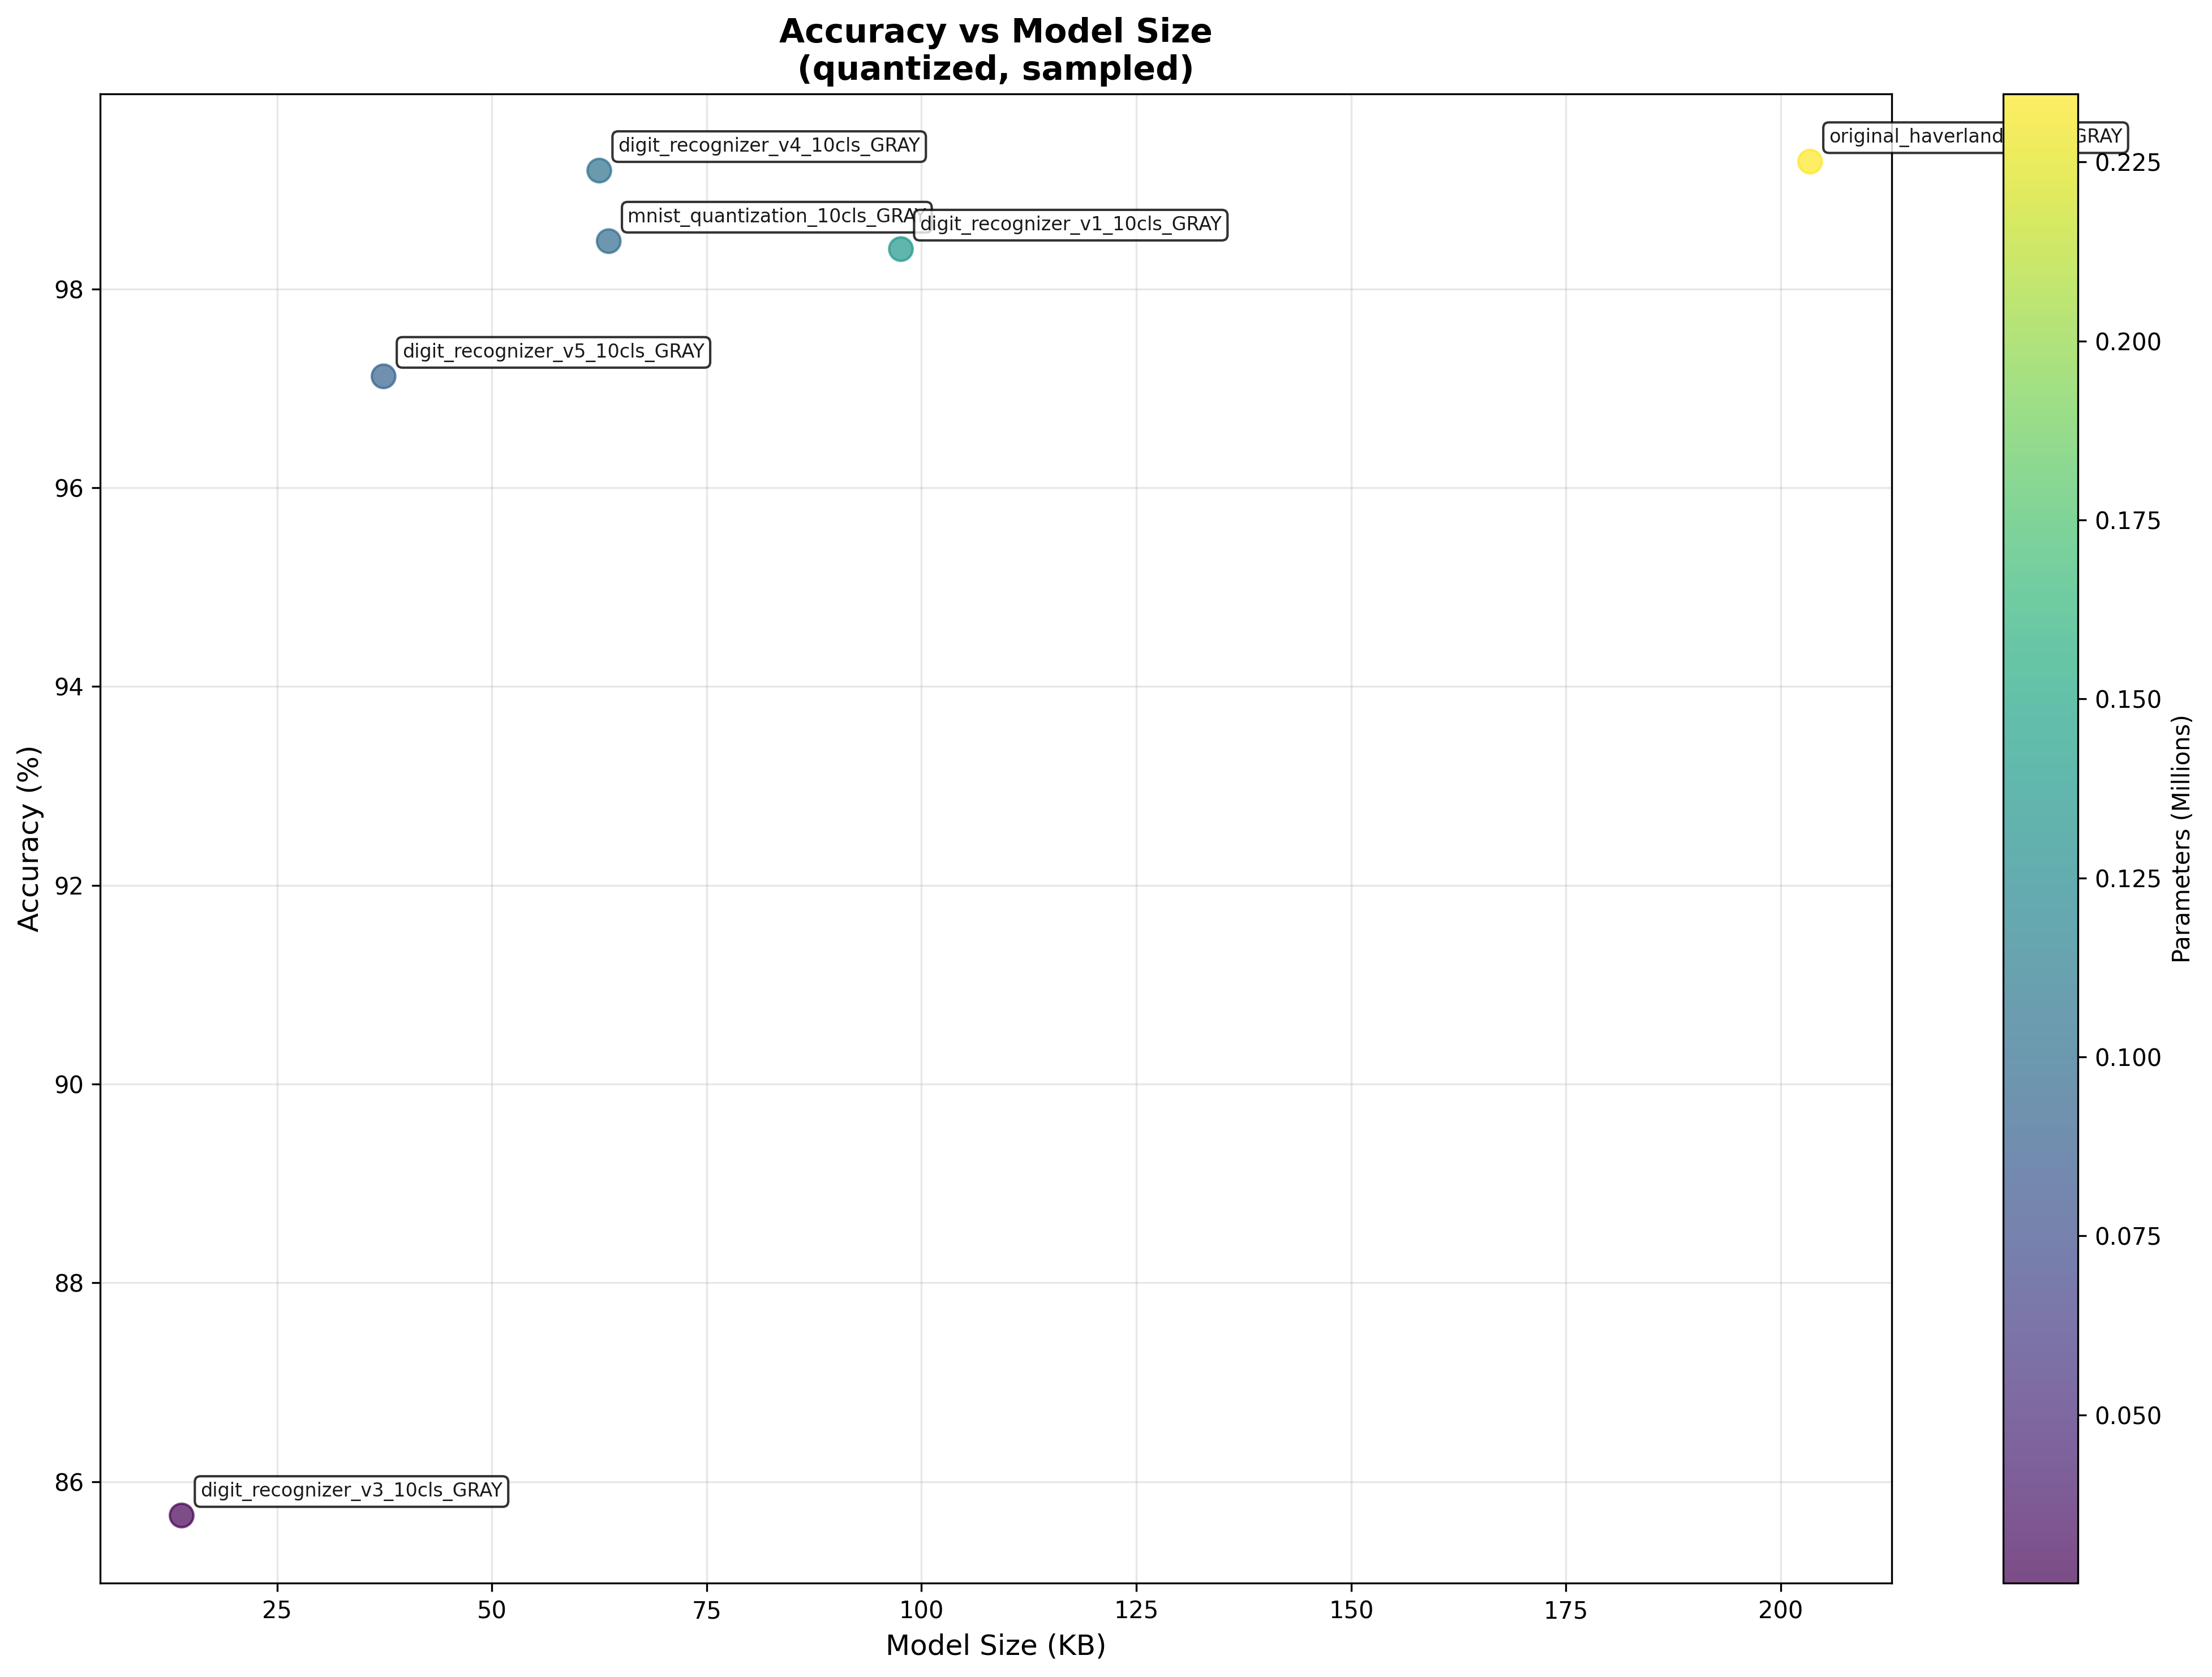 Accuracy vs Model Size
(quantized, sampled)
digit_recognizer_v4_10cls_GRAY
original_haverland
GRAY
mnist_quantization_10cls_GRAY
digit_recognizer_v1_10cls_GRAY
digit_recognizer_v5_10cls_GRAY
digit_recognizer_v3_10cls_GRAY
98
96
94
92
90
88
86
Accuracy (%)
25
50
75
100
125
150
175
200
Model Size (KB)
0.225
0.200
0.175
0.150
0.125
0.100
0.075
0.050
Parameters (Millions)